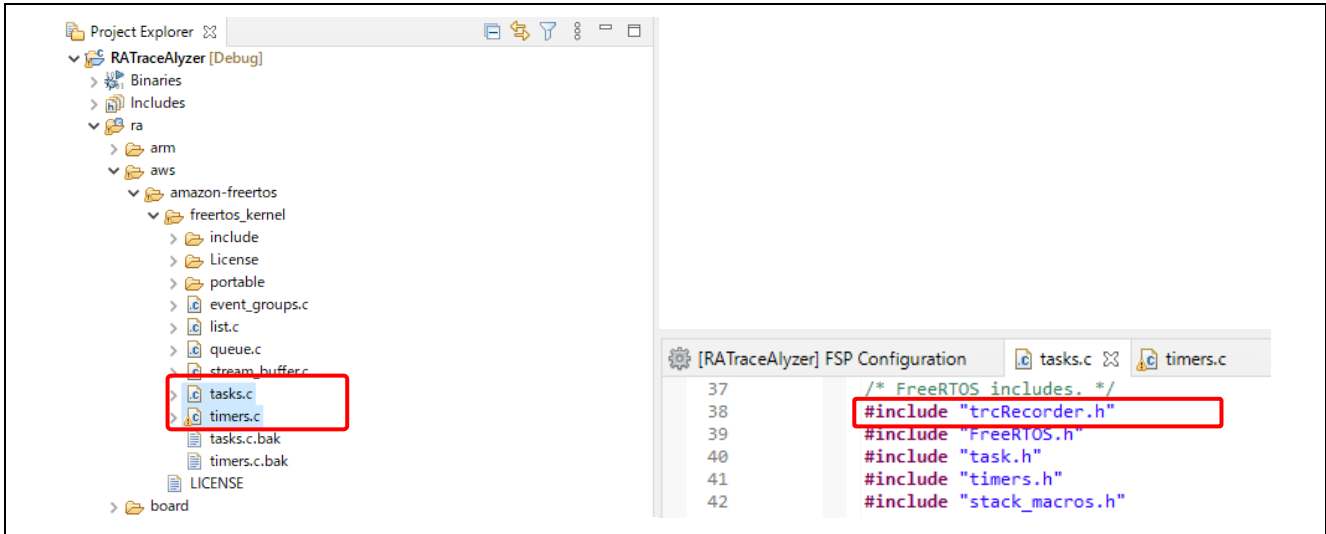 Project Explorer
RATraceAlyzer [Debug]
Binaries
Includes
ra
arm
aws
amazon-freertos
freertos_kernel
include
License
portable
event_groups.c
list.c
queue.c
stream_buffer.c
tasks.c
timers.c
tasks.c.bak
timers.c.bak
LICENSE
board
[RATraceAlyzer] FSP Configuration tasks.c timers.c
37 /* FreeRTOS includes. */
38 #include "trcRecorder.h"
39 #include "FreeRTOS.h"
40 #include "task.h"
41 #include "timers.h"
42 #include "stack_macros.h"